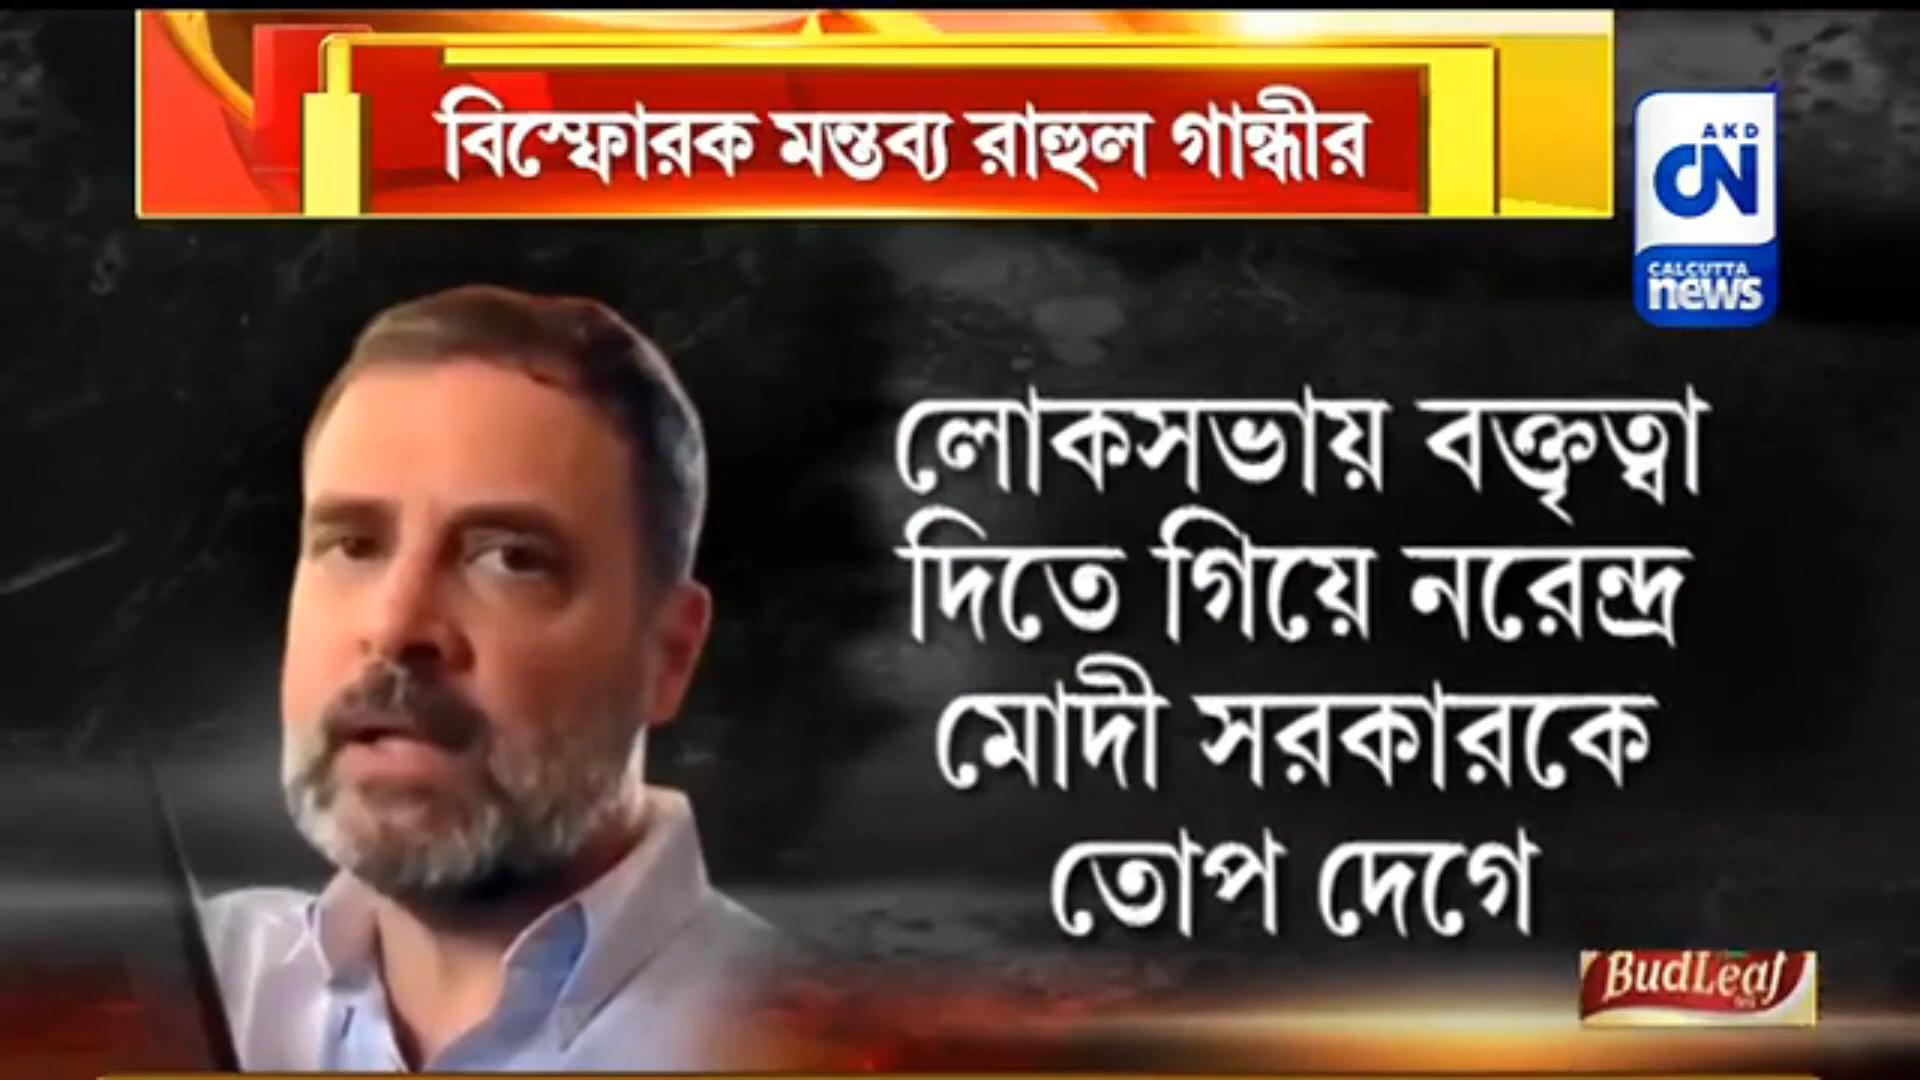 বিস্ফোরক মন্তব্য রাহুল গান্ধীর
AKD
CN
CALCUTTA
news
লোকসভায় বক্তৃত্বা
দিতে গিয়ে নরেন্দ্র
মোদী সরকারকে
তোপ দেগে
BudLeaf